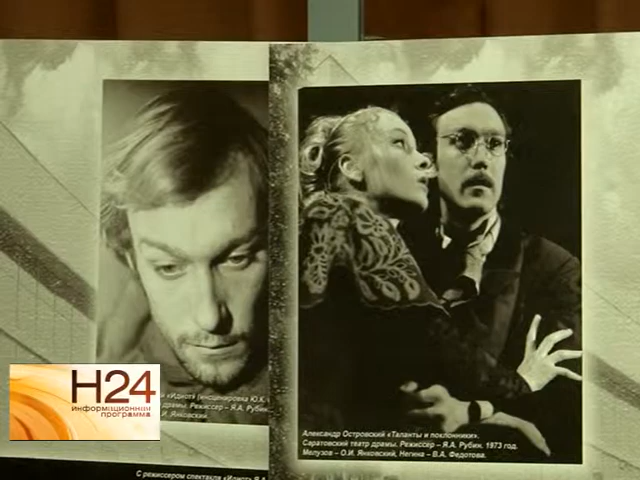 й «Идиот» (инсценировка Ю.К.
драмы. Режиссер – Я.А. Рубин.
И. Янковский.
Александр Островский «Таланты и поклонники».
Саратовский театр драмы. Режиссер – Я.А. Рубин. 1973 год.
Мелузов – О.И. Янковский, Негина – В.А. Федотова.
С режиссером спектакля «Идиот» Я.А
Н24
информационная
программа